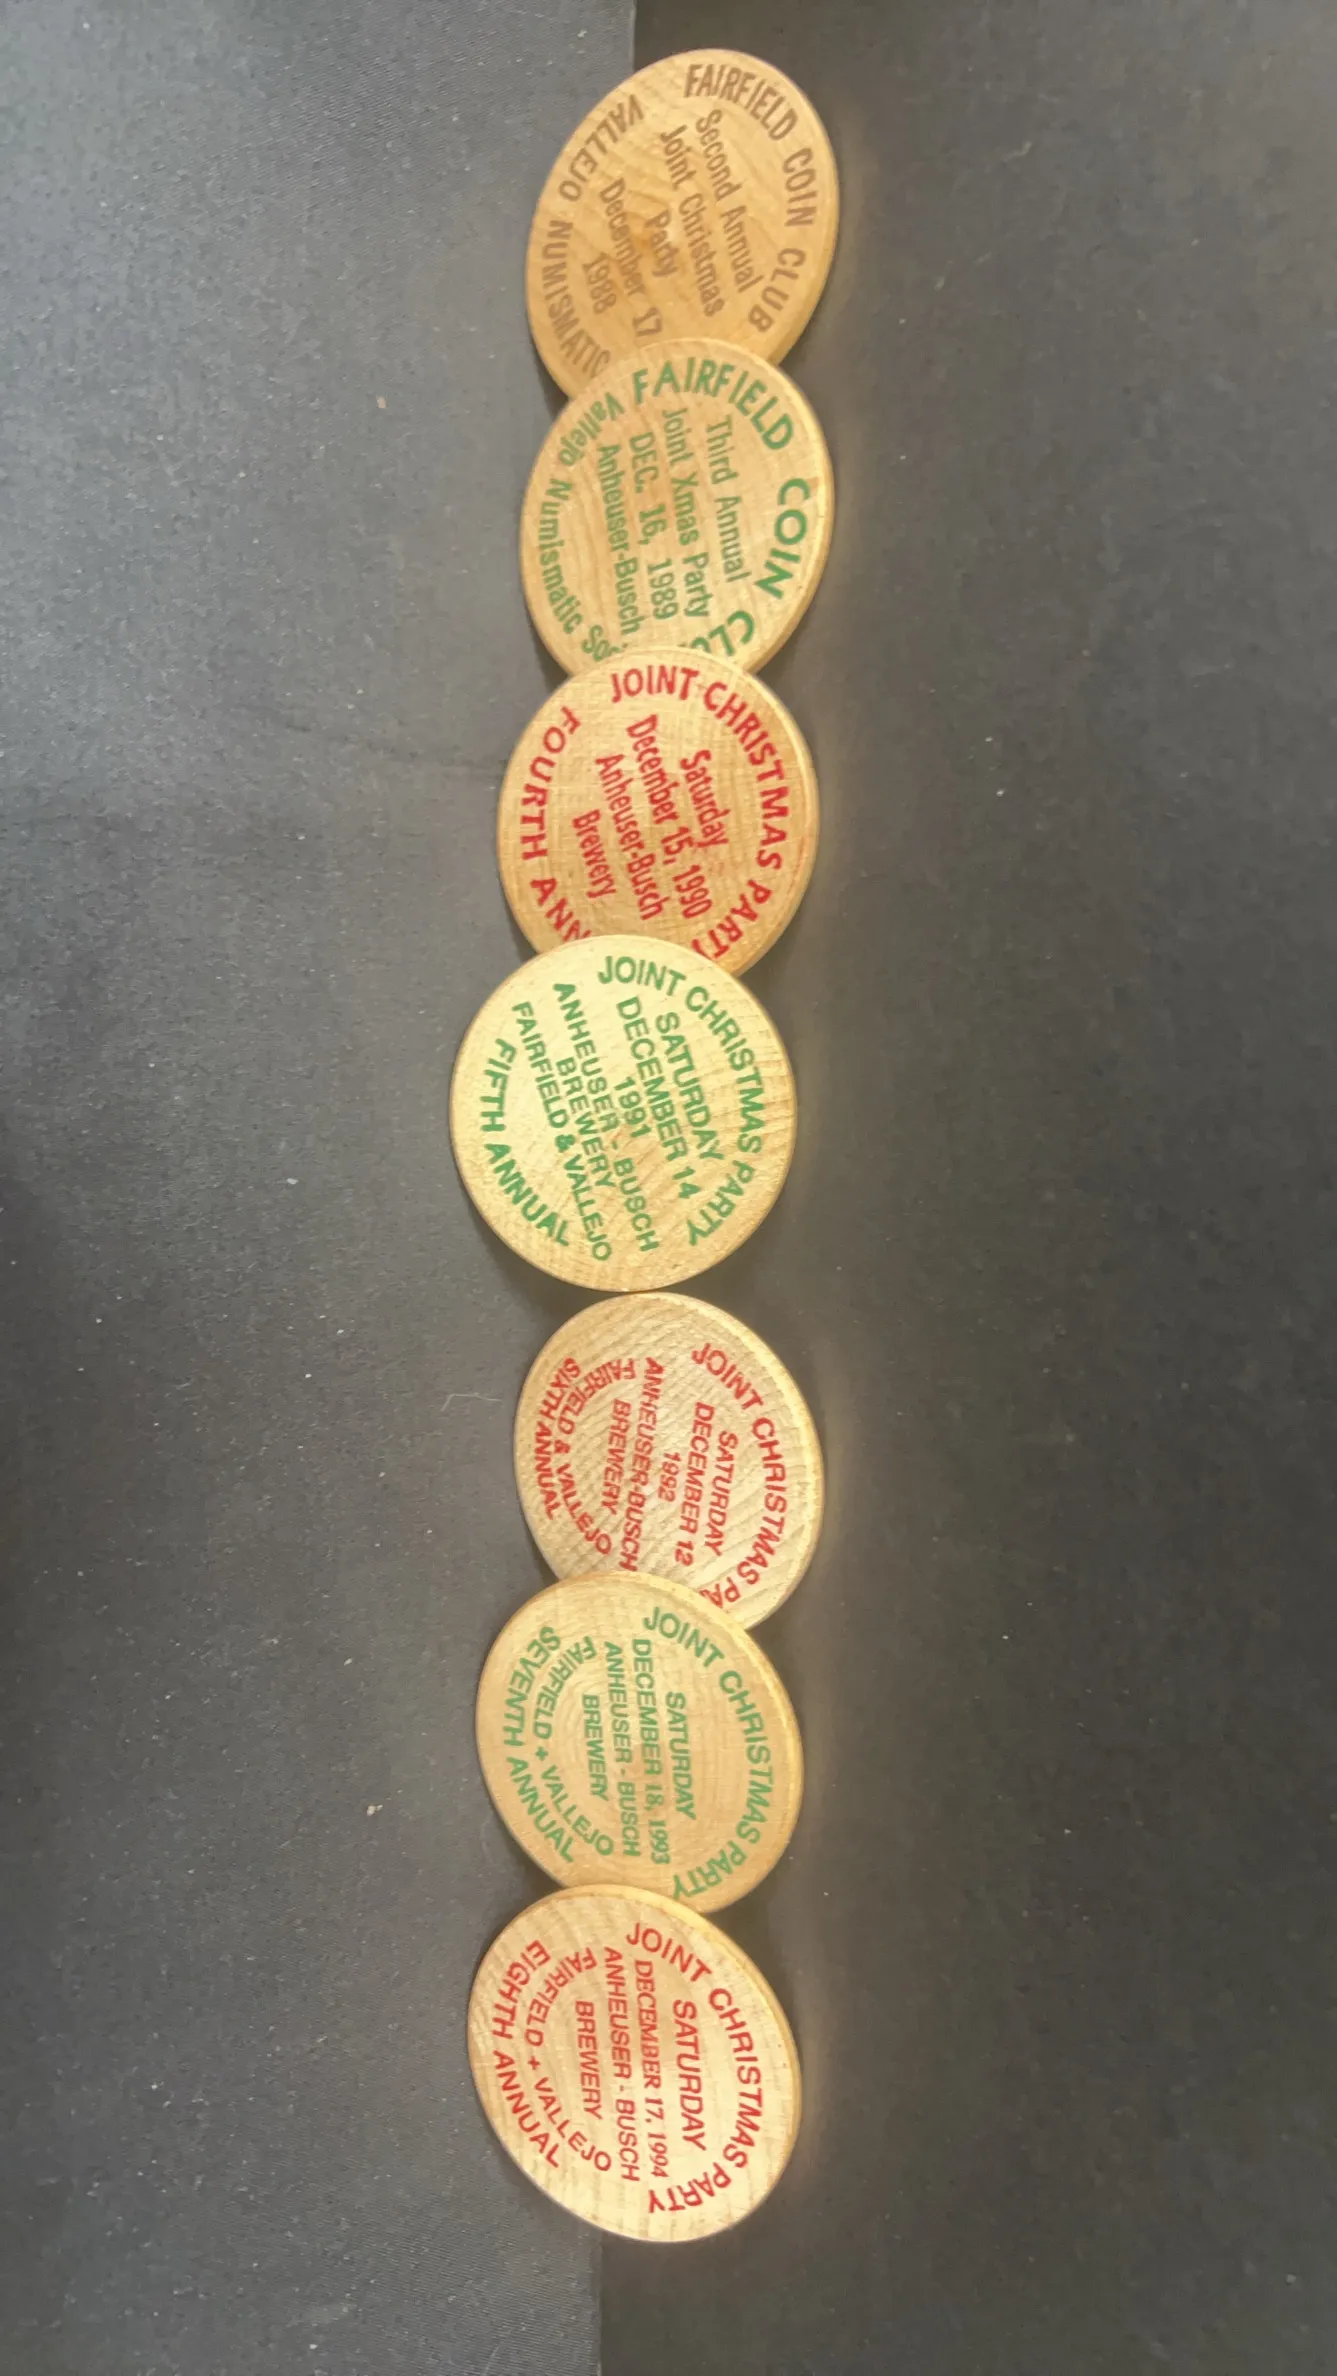 FAIRFIELD COIN CLUB
Second Annual
Joint Christmas
Party
December 17
1988
VALLEJO NUMISMATIC
FAIRFIELD COIN CLU
Third Annual
Joint Xmas Party
DEC. 16, 1989
Anheuser-Busch
Vallejo Numismatic Soc
JOINT CHRISTMAS PARTY
Saturday
December 15, 1990
Anheuser-Busch
Brewery
FOURTH ANN
JOINT CHRISTMAS PARTY
SATURDAY
DECEMBER 14
1991
ANHEUSER - BUSCH
BREWERY
FAIRFIELD & VALLEJO
FIFTH ANNUAL
JOINT CHRISTMAS PA
SATURDAY
DECEMBER 12
1992
ANHEUSER-BUSCH
BREWERY
FAIRFIELD & VALLEJO
SIXTH ANNUAL
JOINT CHRISTMAS PARTY
SATURDAY
DECEMBER 18, 1993
ANHEUSER - BUSCH
BREWERY
FAIRFIELD + VALLEJO
SEVENTH ANNUAL
JOINT CHRISTMAS PARTY
SATURDAY
DECEMBER 17, 1994
ANHEUSER - BUSCH
BREWERY
FAIRFIELD + VALLEJO
EIGHTH ANNUAL